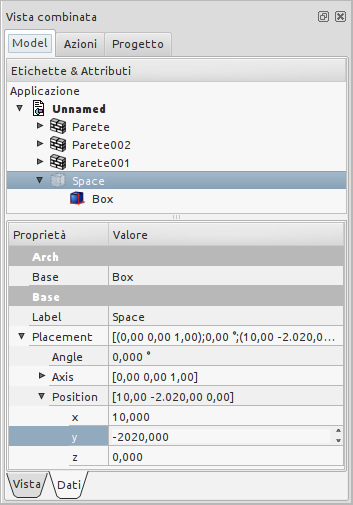 Vista combinata
Model Azioni Progetto
Etichette & Attributi
Applicazione
Unnamed
Parete
Parete002
Parete001
Space
Box
Proprietà Valore
Arch
Base Box
Base
Label Space
Placement [(0,00 0,00 1,00);0,00 °;(10,00 -2.020,0...
Angle 0,000 °
Axis [0,00 0,00 1,00]
Position [10,00 -2.020,00 0,00]
x 10,000
y -2020,000
z 0,000
Vista Dati